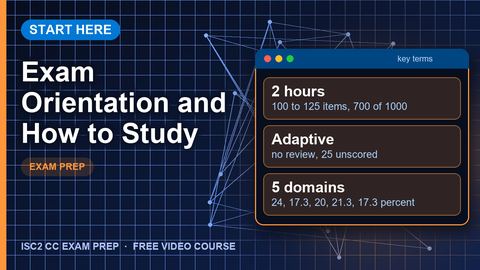 START HERE
Exam
Orientation and
How to Study
EXAM PREP
key terms
2 hours
100 to 125 items, 700 of 1000
Adaptive
no review, 25 unscored
5 domains
24, 17.3, 20, 21.3, 17.3 percent
ISC2 CC EXAM PREP · FREE VIDEO COURSE